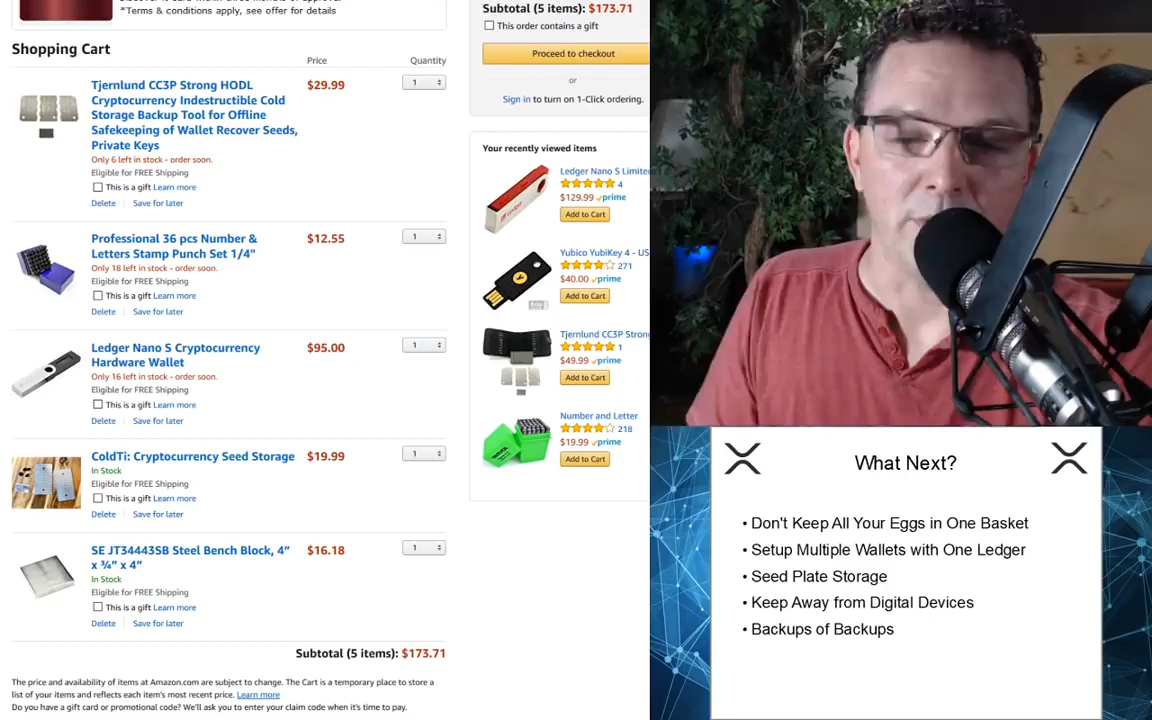 *Terms & conditions apply, see offer for details
Shopping Cart
Price
Quantity
Tjernlund CC3P Strong HODL
Cryptocurrency Indestructible Cold
Storage Backup Tool for Offline
Safekeeping of Wallet Recover Seeds,
Private Keys
$29.99
1
Only 6 left in stock - order soon.
Eligible for FREE Shipping
This is a gift Learn more
Delete | Save for later
Professional 36 pcs Number &
Letters Stamp Punch Set 1/4"
$12.55
1
Only 18 left in stock - order soon.
Eligible for FREE Shipping
This is a gift Learn more
Delete | Save for later
Ledger Nano S Cryptocurrency
Hardware Wallet
$95.00
1
Only 16 left in stock - order soon.
Eligible for FREE Shipping
This is a gift Learn more
Delete | Save for later
ColdTi: Cryptocurrency Seed Storage
$19.99
1
In Stock
Eligible for FREE Shipping
This is a gift Learn more
Delete | Save for later
SE JT34443SB Steel Bench Block, 4”
x ¾” x 4”
$16.18
1
In Stock
Eligible for FREE Shipping
This is a gift Learn more
Delete | Save for later
Subtotal (5 items): $173.71
The price and availability of items at Amazon.com are subject to change. The Cart is a temporary place to store a
list of your items and reflects each item's most recent price. Learn more
Do you have a gift card or promotional code? We'll ask you to enter your claim code when it's time to pay.
Subtotal (5 items): $173.71
This order contains a gift
Proceed to checkout
or
Sign in to turn on 1-Click ordering.
Your recently viewed items
Ledger Nano S Limite
4
$129.99 prime
Add to Cart
Yubico YubiKey 4 - US
271
$40.00 prime
Add to Cart
Tjernlund CC3P Stron
1
$49.99 prime
Add to Cart
Number and Letter
218
$19.99 prime
Add to Cart
What Next?
• Don't Keep All Your Eggs in One Basket
• Setup Multiple Wallets with One Ledger
• Seed Plate Storage
• Keep Away from Digital Devices
• Backups of Backups